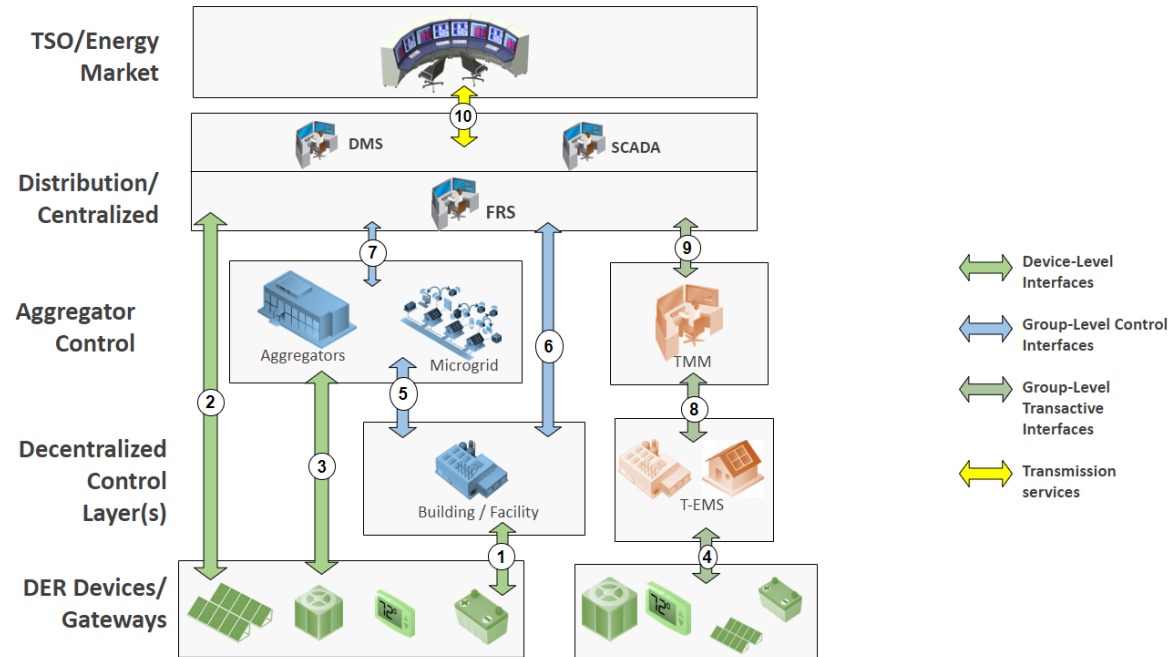 TSO/Energy
Market
10
DMS
SCADA
Distribution/
Centralized
FRS
7
9
Aggregator
Control
Aggregators
Microgrid
TMM
6
2
5
8
3
Decentralized
Control
Layer(s)
Building / Facility
T-EMS
1
4
DER Devices/
Gateways
72°
72°
Device-Level
Interfaces
Group-Level Control
Interfaces
Group-Level
Transactive
Interfaces
Transmission
services